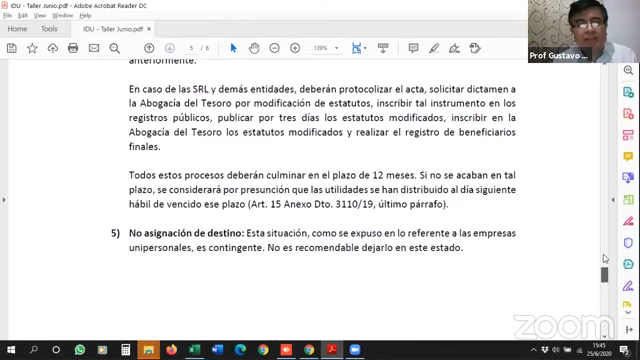 IDU - Taller Junio.pdf - Adobe Acrobat Reader DC
Home
Tools
IDU - Taller Junio.pdf
×
5 / 6
139%
anteriormente.
En caso de las SRL y demás entidades, deberán protocolizar el acta, solicitar dictamen a
la Abogacía del Tesoro por modificación de estatutos, inscribir tal instrumento en los
registros públicos, publicar por tres días los estatutos modificados, inscribir en la
Abogacía del Tesoro los estatutos modificados y realizar el registro de beneficiarios
finales.
Todos estos procesos deberán culminar en el plazo de 12 meses. Si no se acaban en tal
plazo, se considerará por presunción que las utilidades se han distribuido al día siguiente
hábil de vencido ese plazo (Art. 15 Anexo Dto. 3110/19, último párrafo).
5) No asignación de destino: Esta situación, como se expuso en lo referente a las empresas
unipersonales, es contingente. No es recomendable dejarlo en este estado.
Prof Gustavo
zoom
15:45
25/6/2020